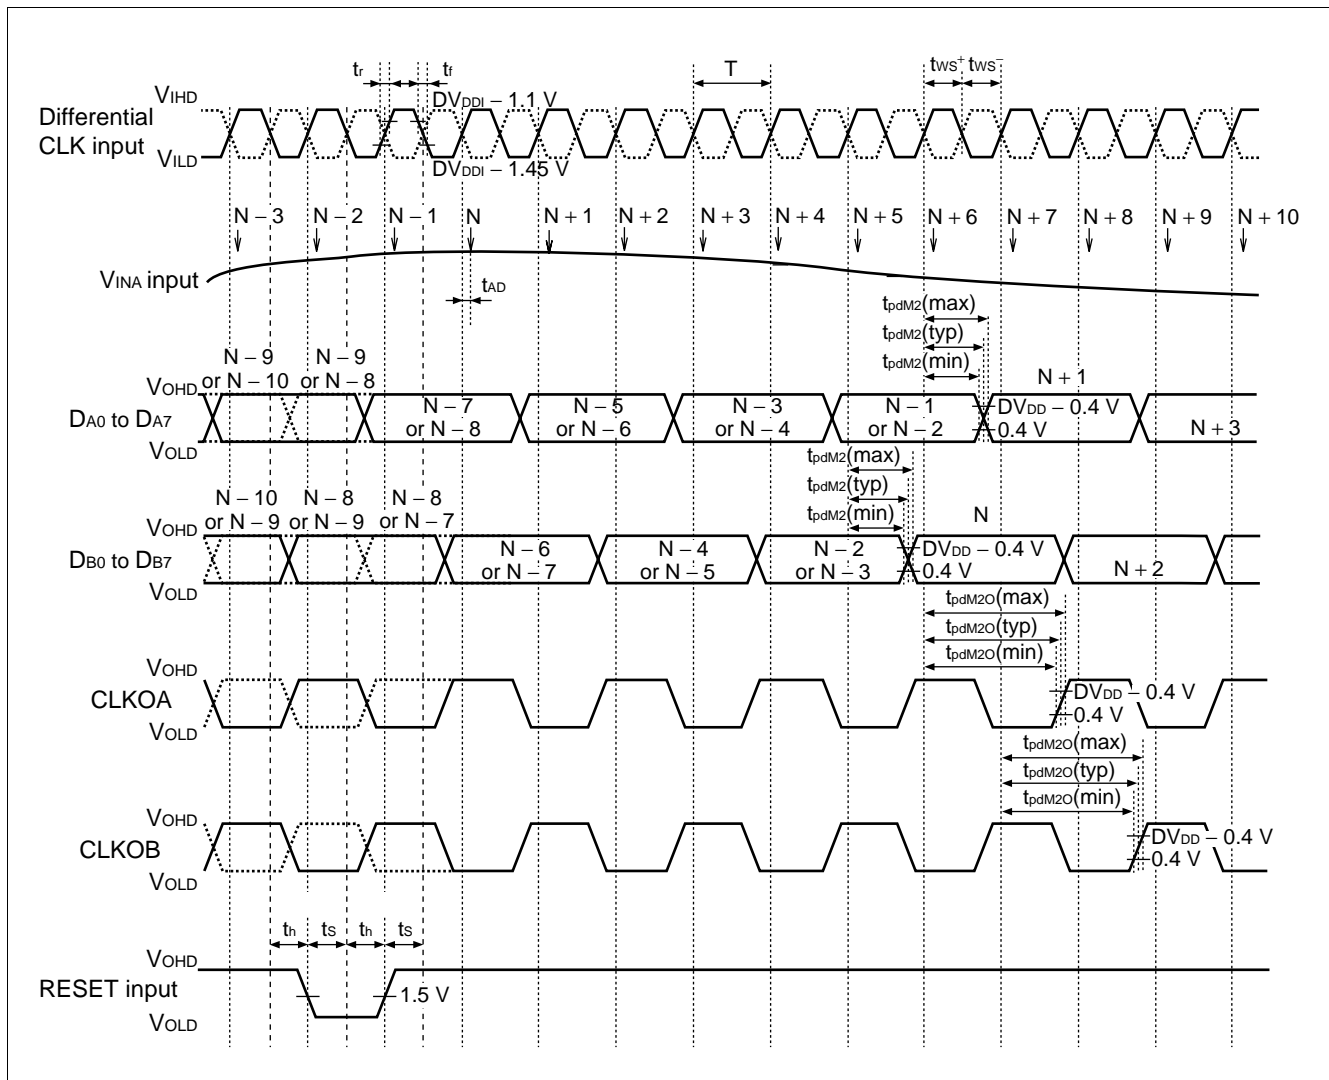 tr tf T tWS+ tWS−
VIHD
DVDDI – 1.1 V
Differential
CLK input
VILD
DVDDI – 1.45 V
N – 3 N – 2 N – 1 N N + 1 N + 2 N + 3 N + 4 N + 5 N + 6 N + 7 N + 8 N + 9 N + 10
VINA input
tAD
tpdM2(max)
tpdM2(typ)
tpdM2(min)
N – 9 N – 9
or N – 10 or N – 8
N + 1
VOHD
DA0 to DA7
N – 7 N – 5 N – 3 N – 1 DVDD – 0.4 V
or N – 8 or N – 6 or N – 4 or N – 2 0.4 V N + 3
VOLD
tpdM2(max)
tpdM2(typ)
tpdM2(min)
N – 10 N – 8 N – 8
or N – 9 or N – 9 or N – 7
N
VOHD
DB0 to DB7
N – 6 N – 4 N – 2 DVDD – 0.4 V
or N – 7 or N – 5 or N – 3 0.4 V N + 2
VOLD
tpdM2O(max)
tpdM2O(typ)
tpdM2O(min)
VOHD
CLKOA
DVDD – 0.4 V
0.4 V
VOLD
tpdM2O(max)
tpdM2O(typ)
tpdM2O(min)
VOHD
CLKOB
DVDD – 0.4 V
0.4 V
VOLD
th tS th tS
VOHD
RESET input
1.5 V
VOLD